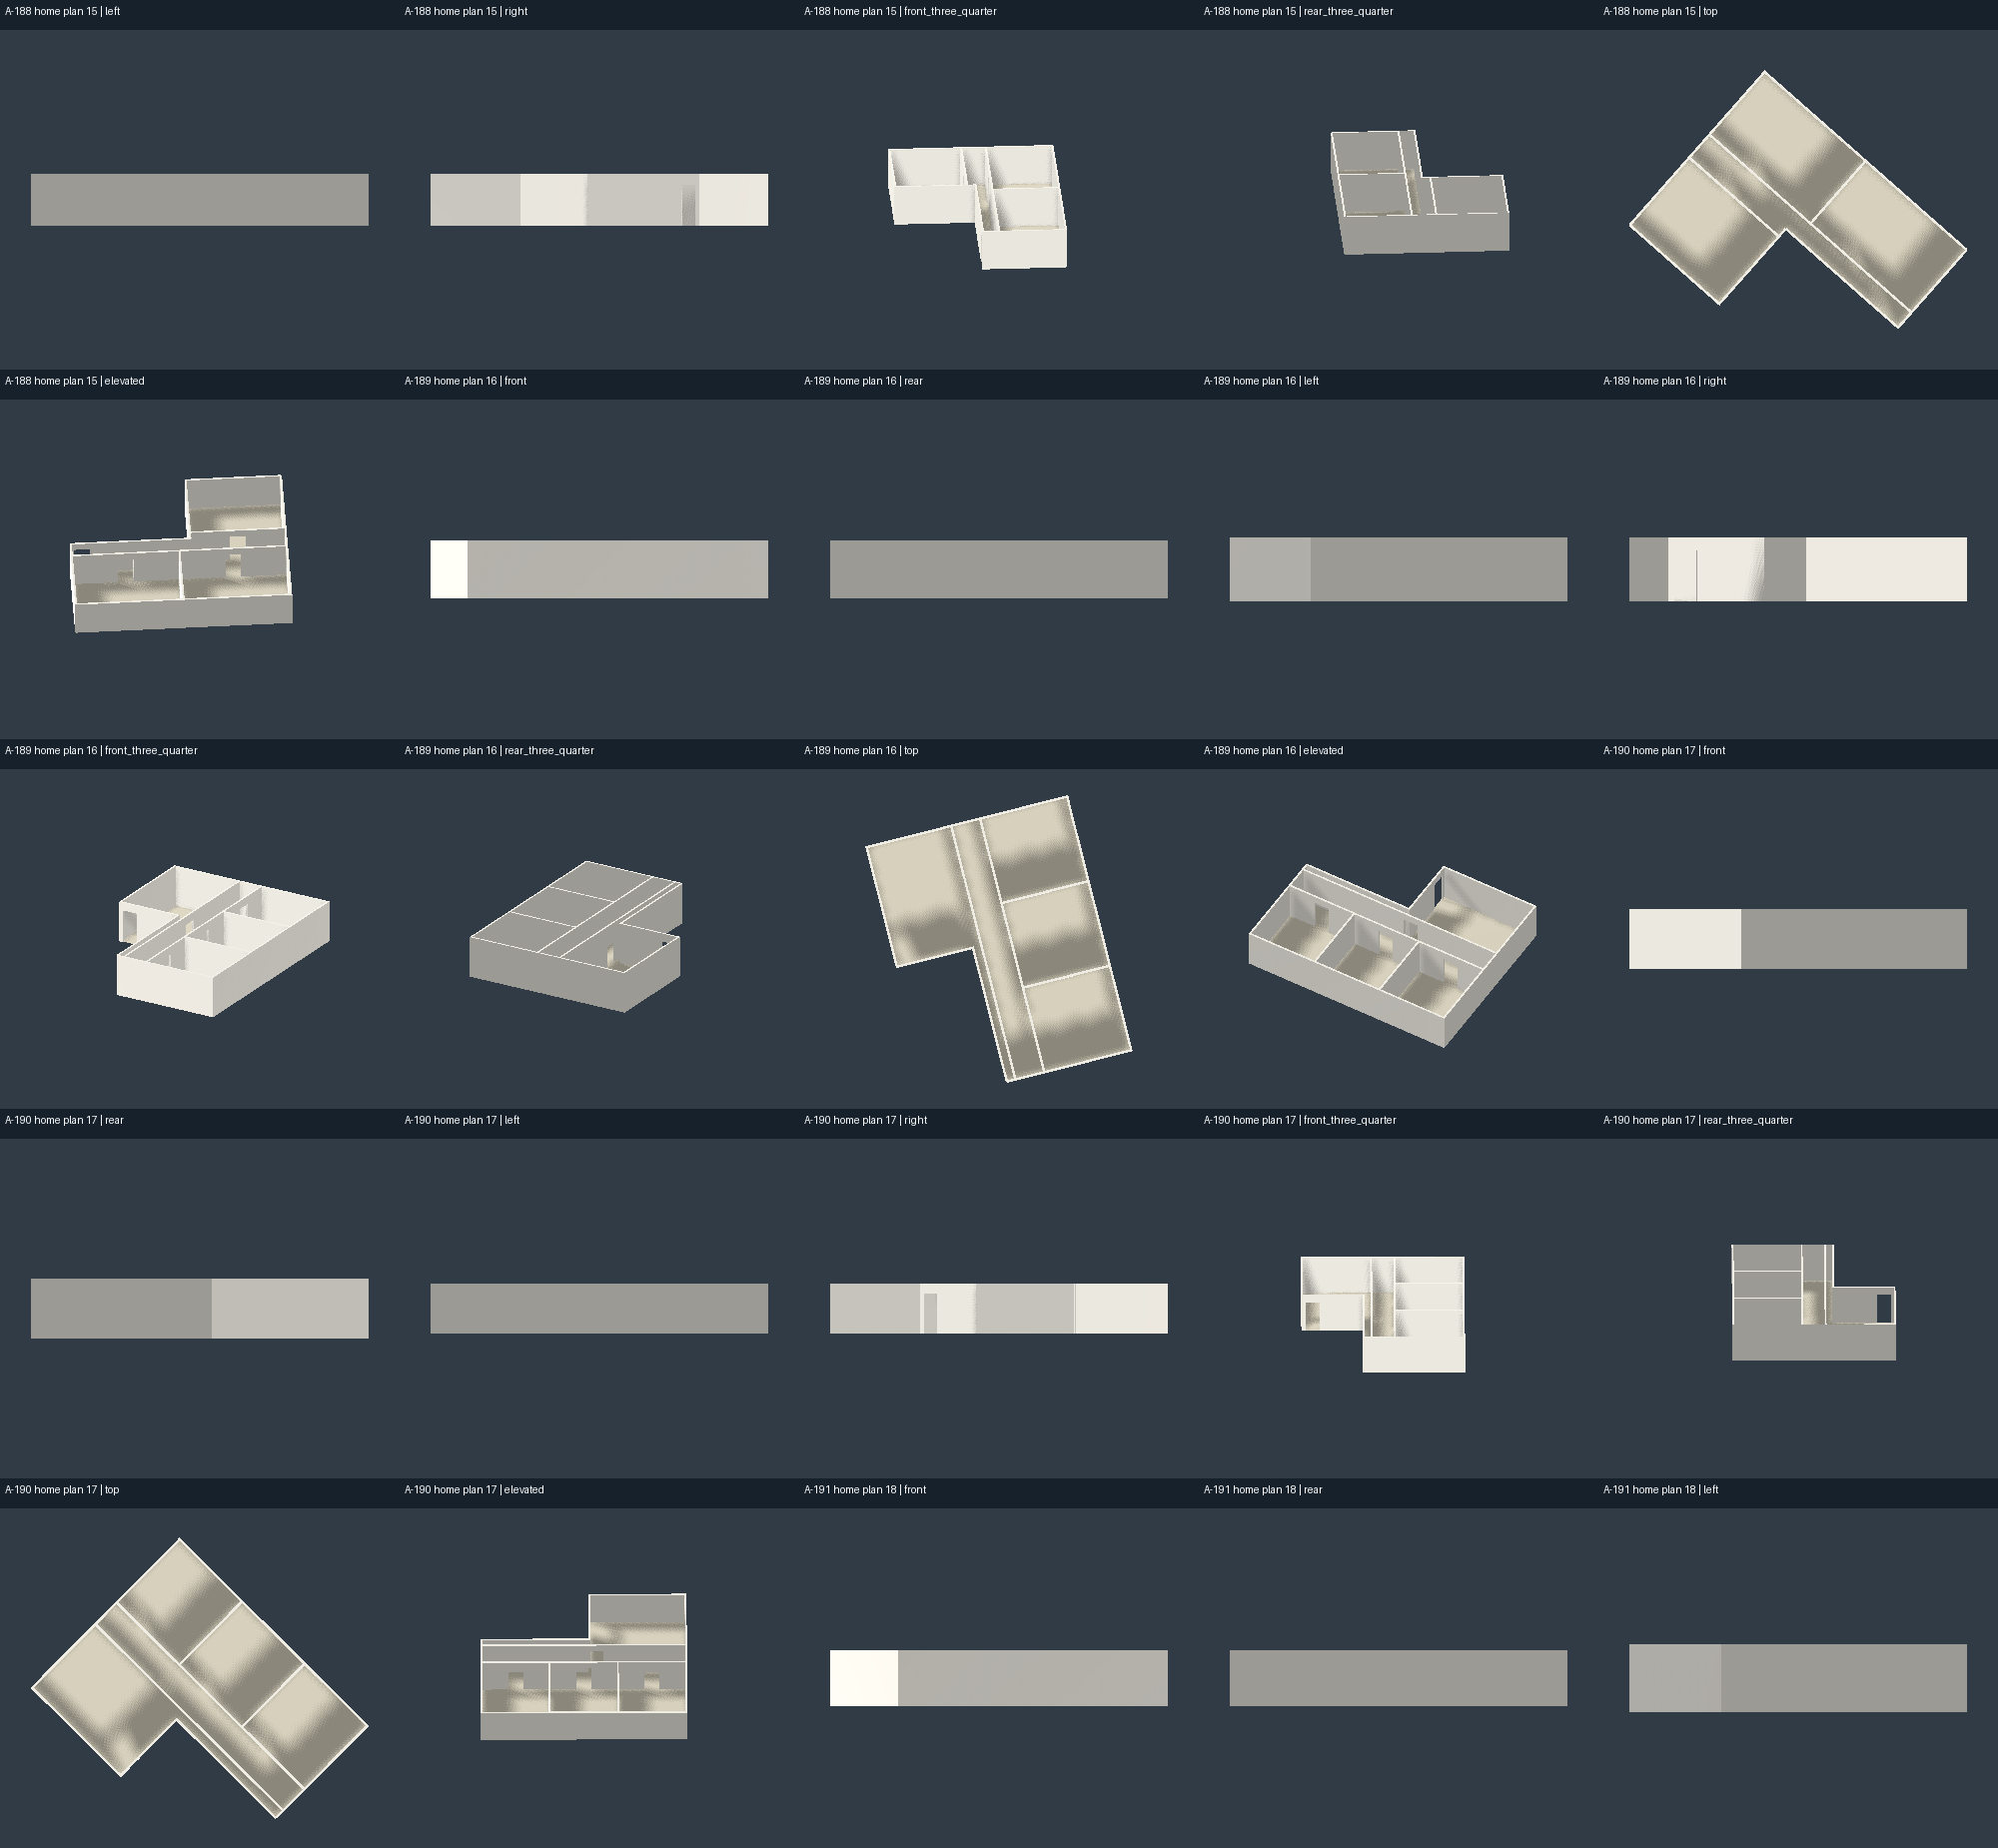 A-188 home plan 15 | left
A-188 home plan 15 | right
A-188 home plan 15 | front_three_quarter
A-188 home plan 15 | rear_three_quarter
A-188 home plan 15 | top
A-188 home plan 15 | elevated
A-189 home plan 16 | front
A-189 home plan 16 | rear
A-189 home plan 16 | left
A-189 home plan 16 | right
A-189 home plan 16 | front_three_quarter
A-189 home plan 16 | rear_three_quarter
A-189 home plan 16 | top
A-189 home plan 16 | elevated
A-190 home plan 17 | front
A-190 home plan 17 | rear
A-190 home plan 17 | left
A-190 home plan 17 | right
A-190 home plan 17 | front_three_quarter
A-190 home plan 17 | rear_three_quarter
A-190 home plan 17 | top
A-190 home plan 17 | elevated
A-191 home plan 18 | front
A-191 home plan 18 | rear
A-191 home plan 18 | left